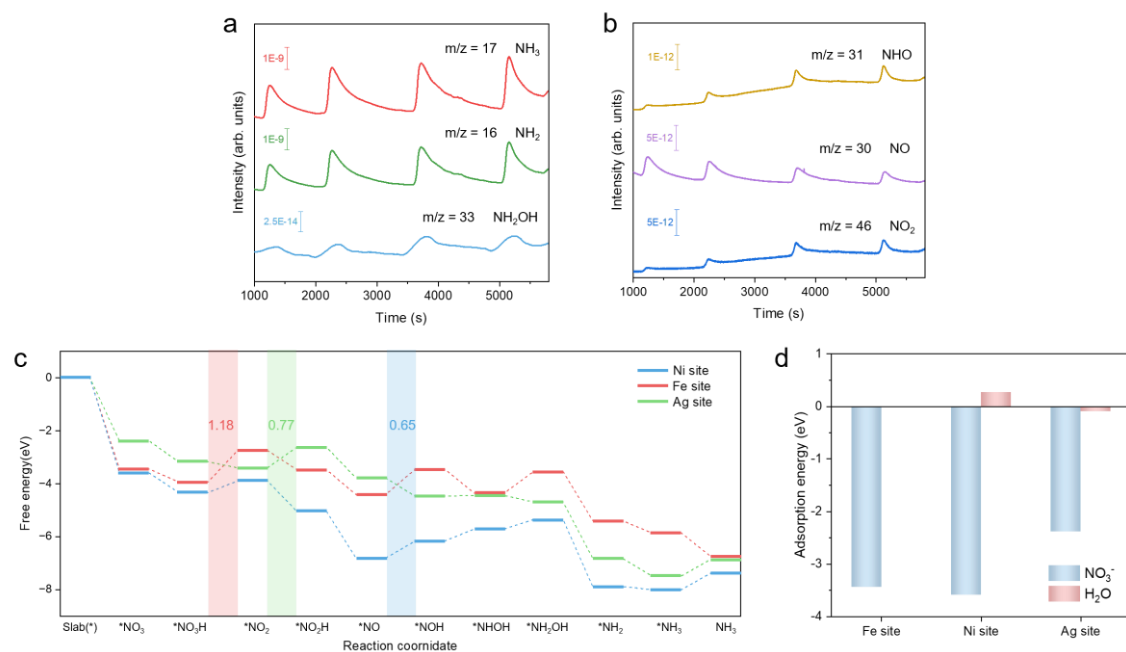 a
m/z = 17 NH₃
1E-9
m/z = 16 NH₂
1E-9
m/z = 33 NH₂OH
2.5E-14
Intensity (arb. units)
1000 2000 3000 4000 5000
Time (s)
b
1E-12
m/z = 31 NHO
5E-12
m/z = 30 NO
5E-12
m/z = 46 NO₂
Intensity (arb. units)
1000 2000 3000 4000 5000
Time (s)
c
Ni site
Fe site
Ag site
1.18
0.77
0.65
0
−2
−4
−6
−8
Free energy(eV)
Slab(*) *NO₃ *NO₃H *NO₂ *NO₂H *NO *NOH *NHOH *NH₂OH *NH₂ *NH₃ NH₃
Reaction coornidate
d
1
0
-1
-2
-3
-4
Adsorption energy (eV)
NO₃⁻
H₂O
Fe site Ni site Ag site